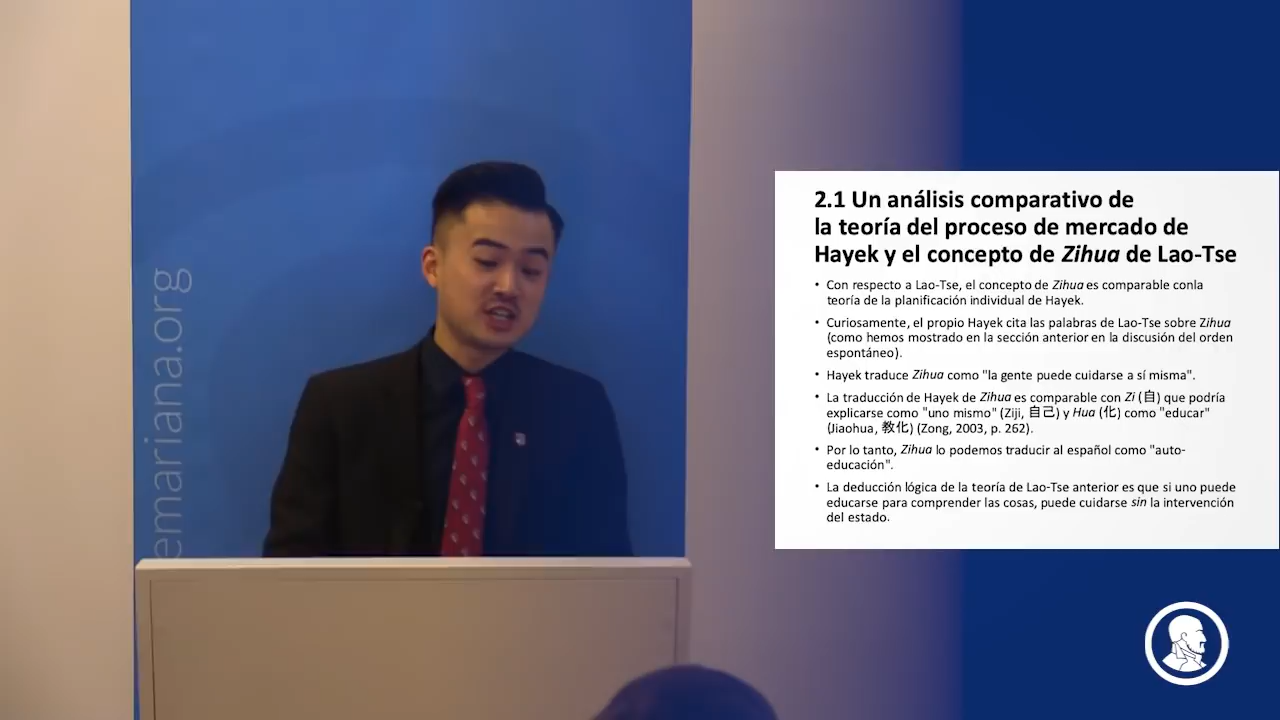 emariana.org
2.1 Un análisis comparativo de
la teoría del proceso de mercado de
Hayek y el concepto de Zihua de Lao-Tse
• Con respecto a Lao-Tse, el concepto de Zihua es comparable conla
teoría de la planificación individual de Hayek.
• Curiosamente, el propio Hayek cita las palabras de Lao-Tse sobre Zihua
(como hemos mostrado en la sección anterior en la discusión del orden
espontáneo).
• Hayek traduce Zihua como "la gente puede cuidarse a sí misma".
• La traducción de Hayek de Zihua es comparable con Zi (自) que podría
explicarse como "uno mismo" (Ziji, 自己) y Hua (化) como "educar"
(Jiaohua, 教化) (Zong, 2003, p. 262).
• Por lo tanto, Zihua lo podemos traducir al español como "auto-
educación".
• La deducción lógica de la teoría de Lao-Tse anterior es que si uno puede
educarse para comprender las cosas, puede cuidarse sin la intervención
del estado.